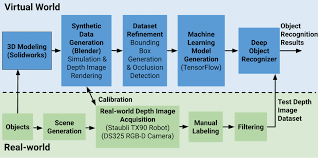 Virtual World
3D Modeling
(Solidworks)
Synthetic
Data
Generation
(Blender)
Simulation &
Depth Image
Rendering
Dataset
Refinement
Bounding
Box
Generation
& Occlusion
Detection
Machine
Learning
Model
Generation
(TensorFlow)
Deep
Object
Recognizer
Object
Recognition
Results
Calibration
Test Depth
Image
Dataset
Objects
Scene
Generation
Real-world Depth Image
Acquisition
(Staubli TX90 Robot)
(DS325 RGB-D Camera)
Manual
Labeling
Filtering
Real-world